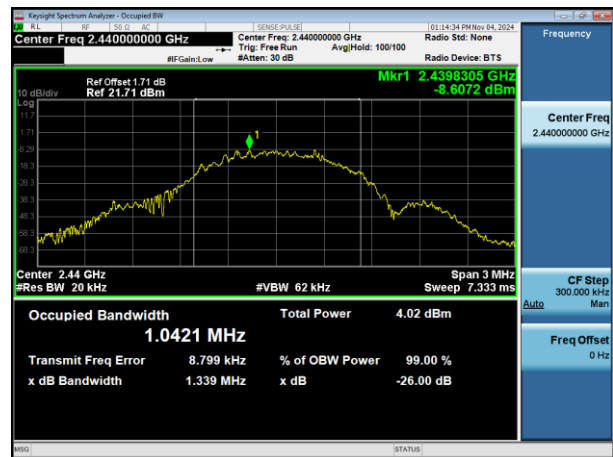 Keysight Spectrum Analyzer - Occupied BW
RL RF 50 Ω AC SENSE:PULSE 01:14:34 PM Nov 04, 2024
Center Freq 2.440000000 GHz Center Freq: 2.440000000 GHz Radio Std: None
Trig: Free Run Avg|Hold: 100/100
#IFGain:Low #Atten: 30 dB Radio Device: BTS
Frequency
Ref Offset 1.71 dB Mkr1 2.4398305 GHz
10 dB/div Ref 21.71 dBm -8.6072 dBm
Log
11.7
1.71
1
-8.29
-18.3
-28.3
-38.3
-48.3
-58.3
-68.3
Center 2.44 GHz Span 3 MHz
#Res BW 20 kHz #VBW 62 kHz Sweep 7.333 ms
Occupied Bandwidth Total Power 4.02 dBm
1.0421 MHz
Transmit Freq Error 8.799 kHz % of OBW Power 99.00 %
x dB Bandwidth 1.339 MHz x dB -26.00 dB
Center Freq
2.440000000 GHz
CF Step
300.000 kHz
Auto Man
Freq Offset
0 Hz
MSG STATUS